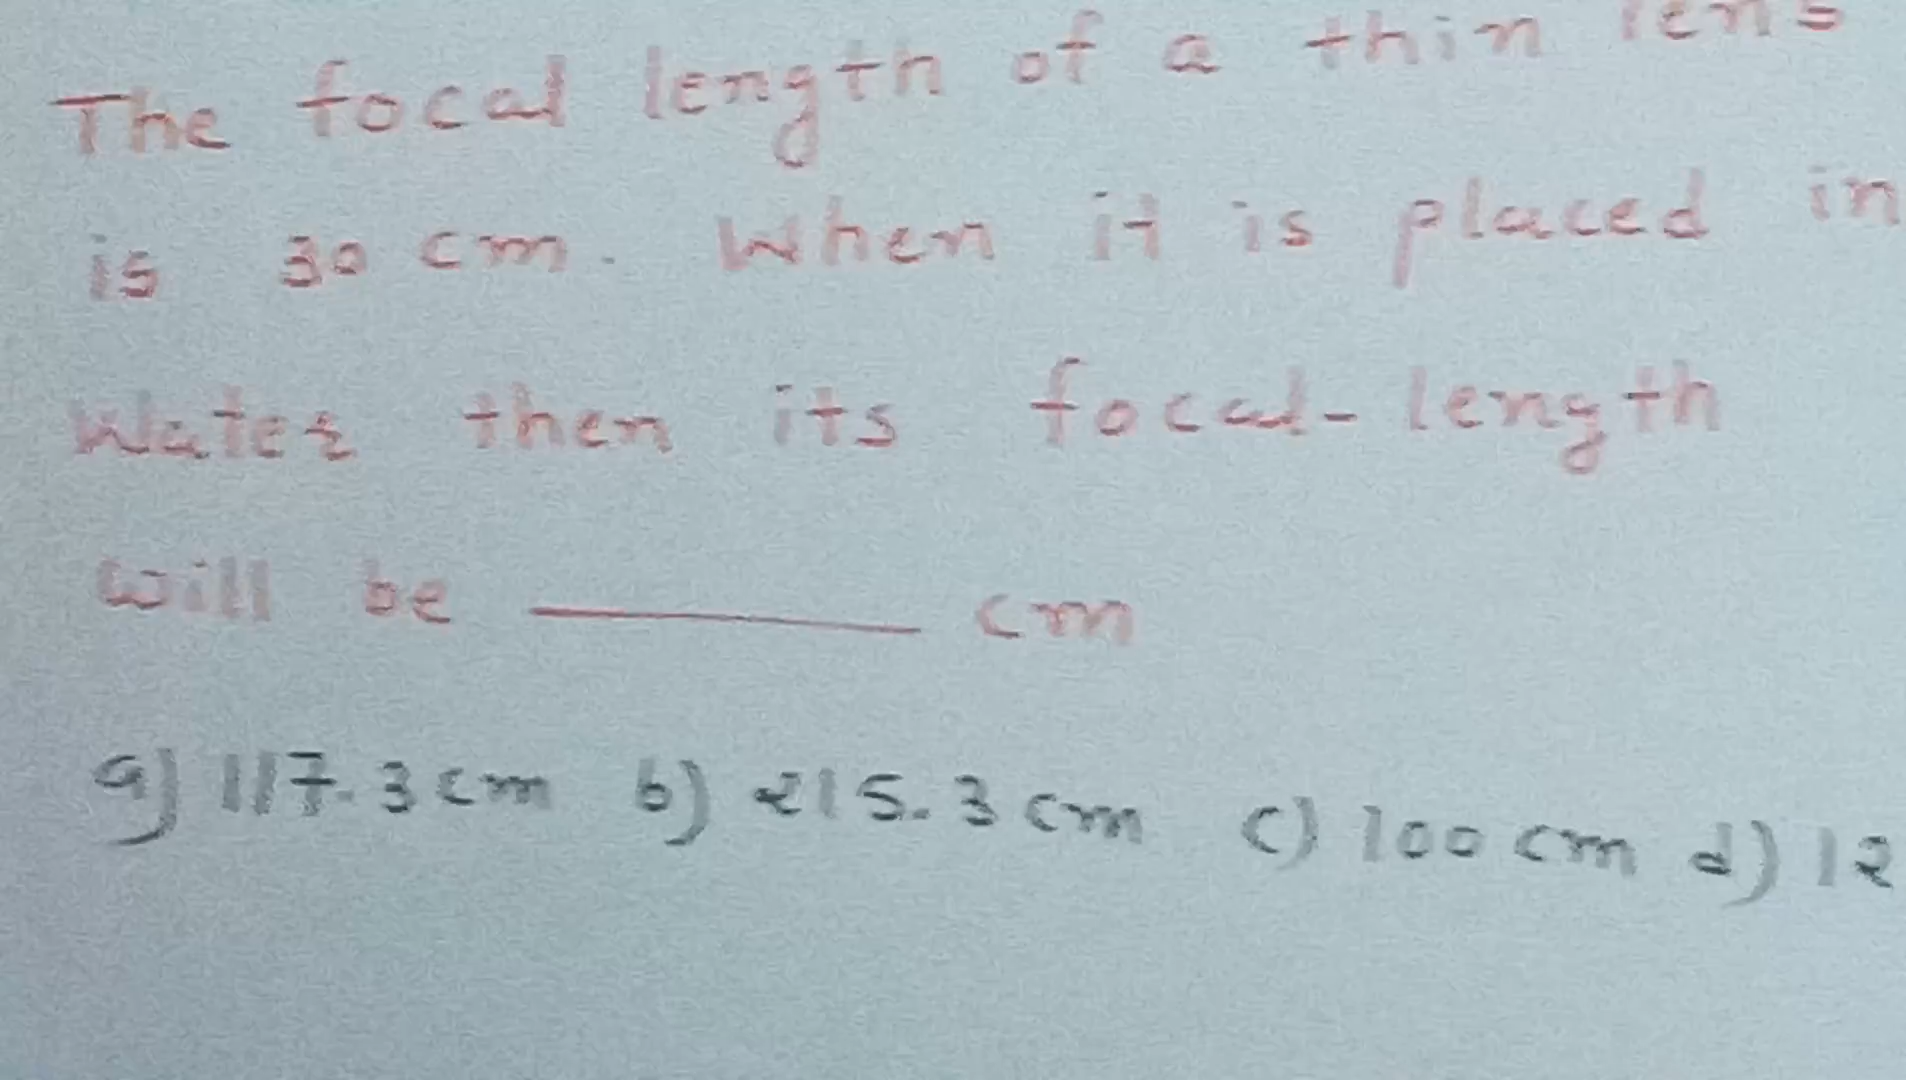 The focal length of a thin lens
is 30 cm. When it is placed in
Water then its focal-length
will be ______ cm
a) 117.3 cm b) 215.3 cm c) 100 cm d) 12